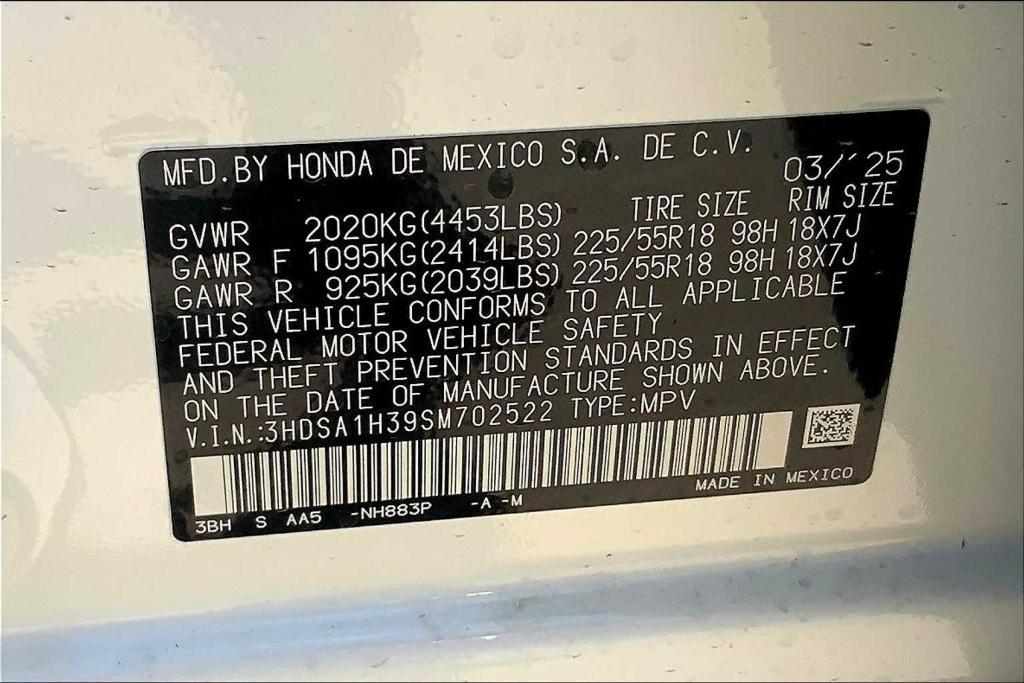 MFD.BY HONDA DE MEXICO S.A. DE C.V.
03/´25
GVWR 2020KG(4453LBS) TIRE SIZE RIM SIZE
GAWR F 1095KG(2414LBS) 225/55R18 98H 18X7J
GAWR R 925KG(2039LBS) 225/55R18 98H 18X7J
THIS VEHICLE CONFORMS TO ALL APPLICABLE
FEDERAL MOTOR VEHICLE SAFETY
AND THEFT PREVENTION STANDARDS IN EFFECT
ON THE DATE OF MANUFACTURE SHOWN ABOVE.
V.I.N.:3HDSA1H39SM702522 TYPE:MPV
MADE IN MEXICO
3BH S AA5 -NH883P -A -M